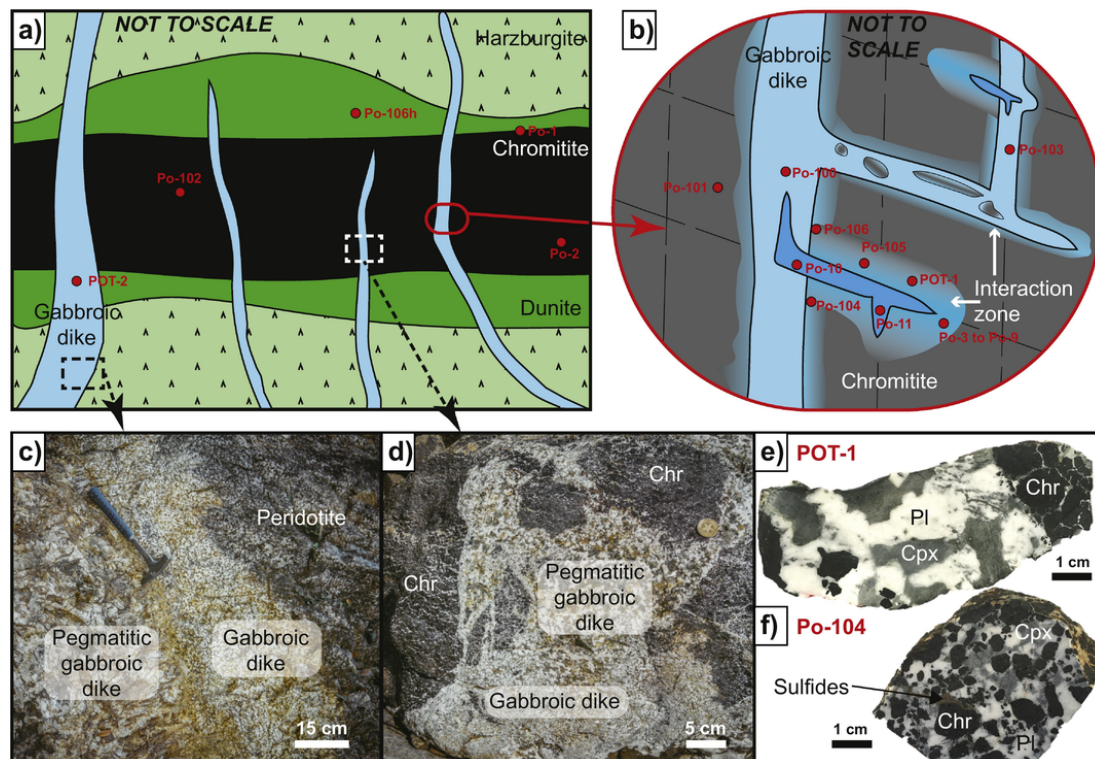 a)
NOT TO SCALE
Harzburgite
Po-106h
Po-1
Chromitite
Po-102
Po-2
POT-2
Gabbroic
dike
Dunite
b)
NOT TO
SCALE
Gabbroic
dike
Po-103
Po-100
Po-101
Po-106
Po-105
Po-10
POT-1
Po-104
Po-11
Interaction
zone
Po-3 to Po-9
Chromitite
c)
Peridotite
Pegmatitic
gabbroic
dike
Gabbroic
dike
15 cm
d)
Chr
Chr
Pegmatitic
gabbroic
dike
Gabbroic dike
5 cm
e) POT-1
Chr
Pl
Cpx
1 cm
f) Po-104
Cpx
Sulfides
Chr
Pl
1 cm